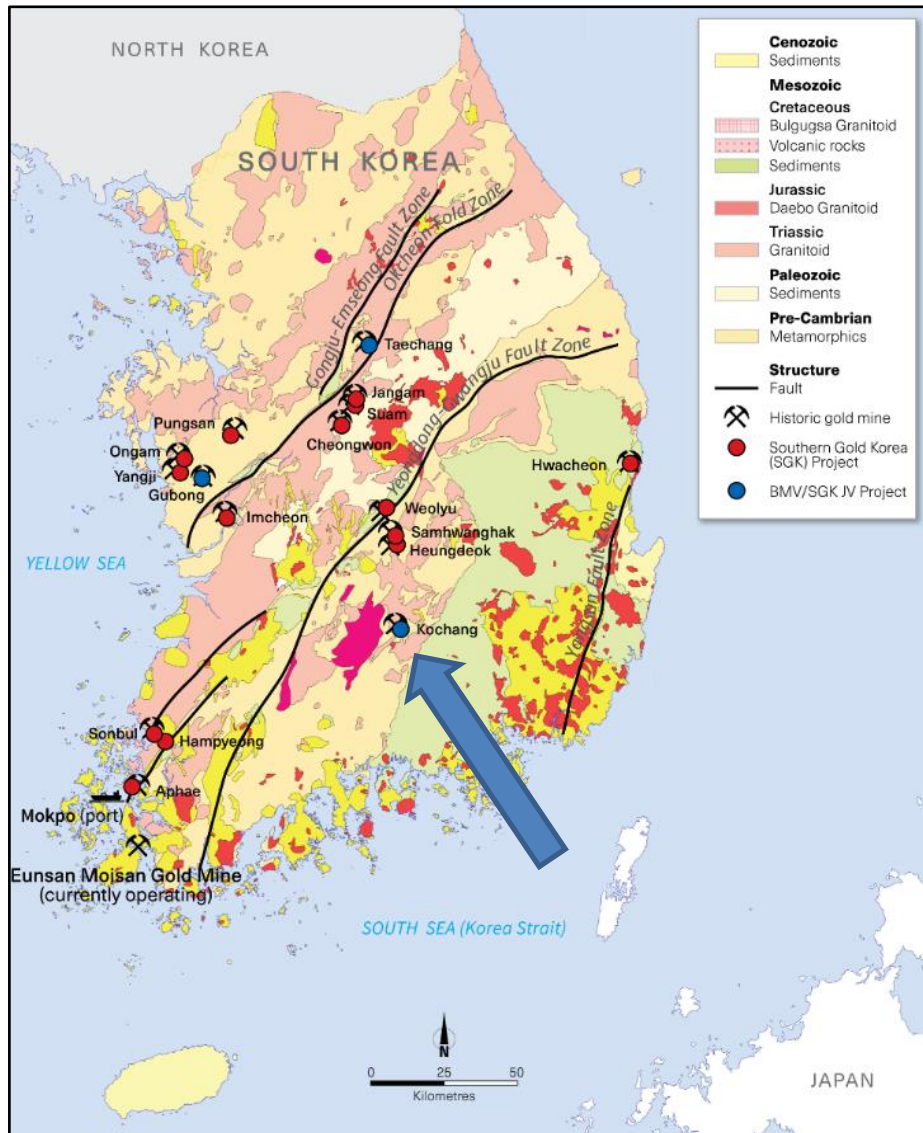 NORTH KOREA
SOUTH KOREA
Gongju-Emseong Fault Zone
Okcheon Fold Zone
Taechang
Yeongdong-Gwangju Fault Zone
Jangam
Suam
Cheongwon
Pungsan
Ongam
Yangji
Gubong
Imcheon
Weolyu
Samhwanghak
Heungdeok
Hwacheon
YELLOW SEA
Kochang
Yangsan Fault Zone
Sonbul
Hampyeong
Aphae
Mokpo (port)
Eunsan Mojsan Gold Mine
(currently operating)
SOUTH SEA (Korea Strait)
N
0 25 50
Kilometres
JAPAN
Cenozoic
Sediments
Mesozoic
Cretaceous
Bulgugsa Granitoid
Volcanic rocks
Sediments
Jurassic
Daebo Granitoid
Triassic
Granitoid
Paleozoic
Sediments
Pre-Cambrian
Metamorphics
Structure
Fault
Historic gold mine
Southern Gold Korea
(SGK) Project
BMV/SGK JV Project